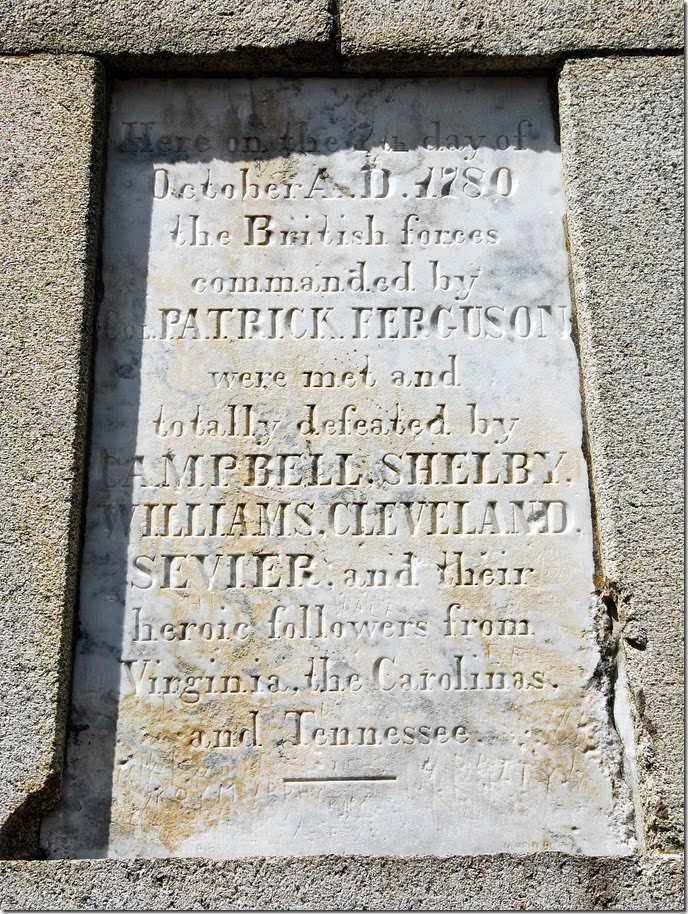 Here on the 7th day of
October A.D. 1780
the British forces
commanded by
COL. PATRICK FERGUSON
were met and
totally defeated by
CAMPBELL, SHELBY,
WILLIAMS, CLEVELAND,
SEVIER, and their
heroic followers from
Virginia, the Carolinas,
and Tennessee.